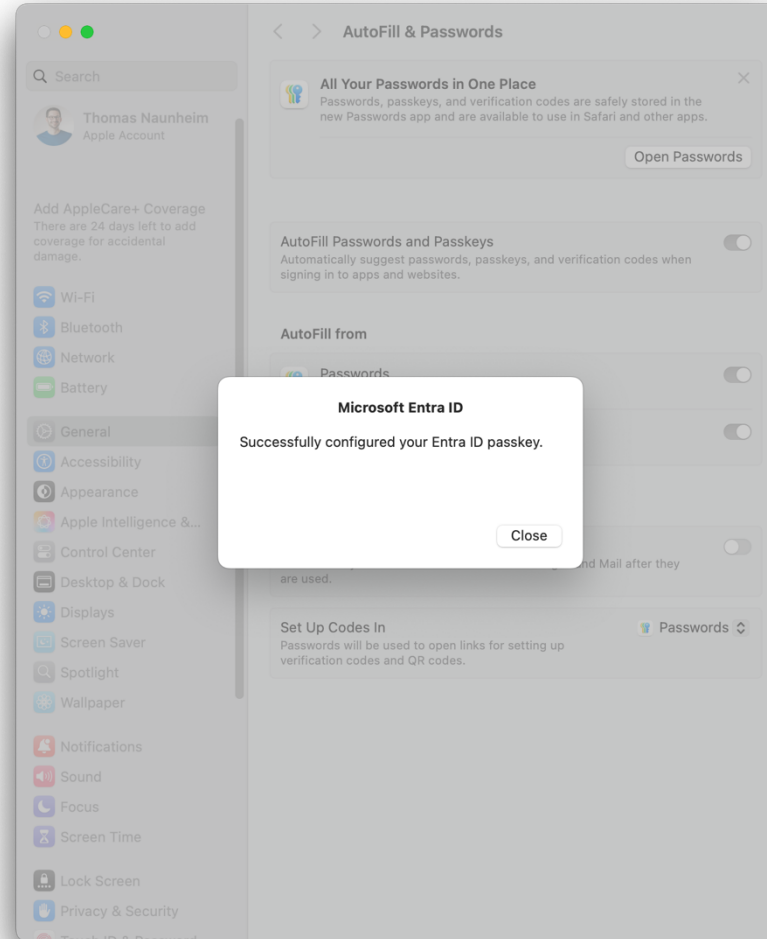 AutoFill & Passwords
Search
Thomas Naunheim
Apple Account
Add AppleCare+ Coverage
There are 24 days left to add
coverage for accidental
damage.
Wi-Fi
Bluetooth
Network
Battery
General
Accessibility
Appearance
Apple Intelligence &...
Control Center
Desktop & Dock
Displays
Screen Saver
Spotlight
Wallpaper
Notifications
Sound
Focus
Screen Time
Lock Screen
Privacy & Security
All Your Passwords in One Place
Passwords, passkeys, and verification codes are safely stored in the
new Passwords app and are available to use in Safari and other apps.
Open Passwords
AutoFill Passwords and Passkeys
Automatically suggest passwords, passkeys, and verification codes when
signing in to apps and websites.
AutoFill from
Passwords
Microsoft Entra ID
Successfully configured your Entra ID passkey.
Close
nd Mail after they
are used.
Set Up Codes In
Passwords
Passwords will be used to open links for setting up
verification codes and QR codes.